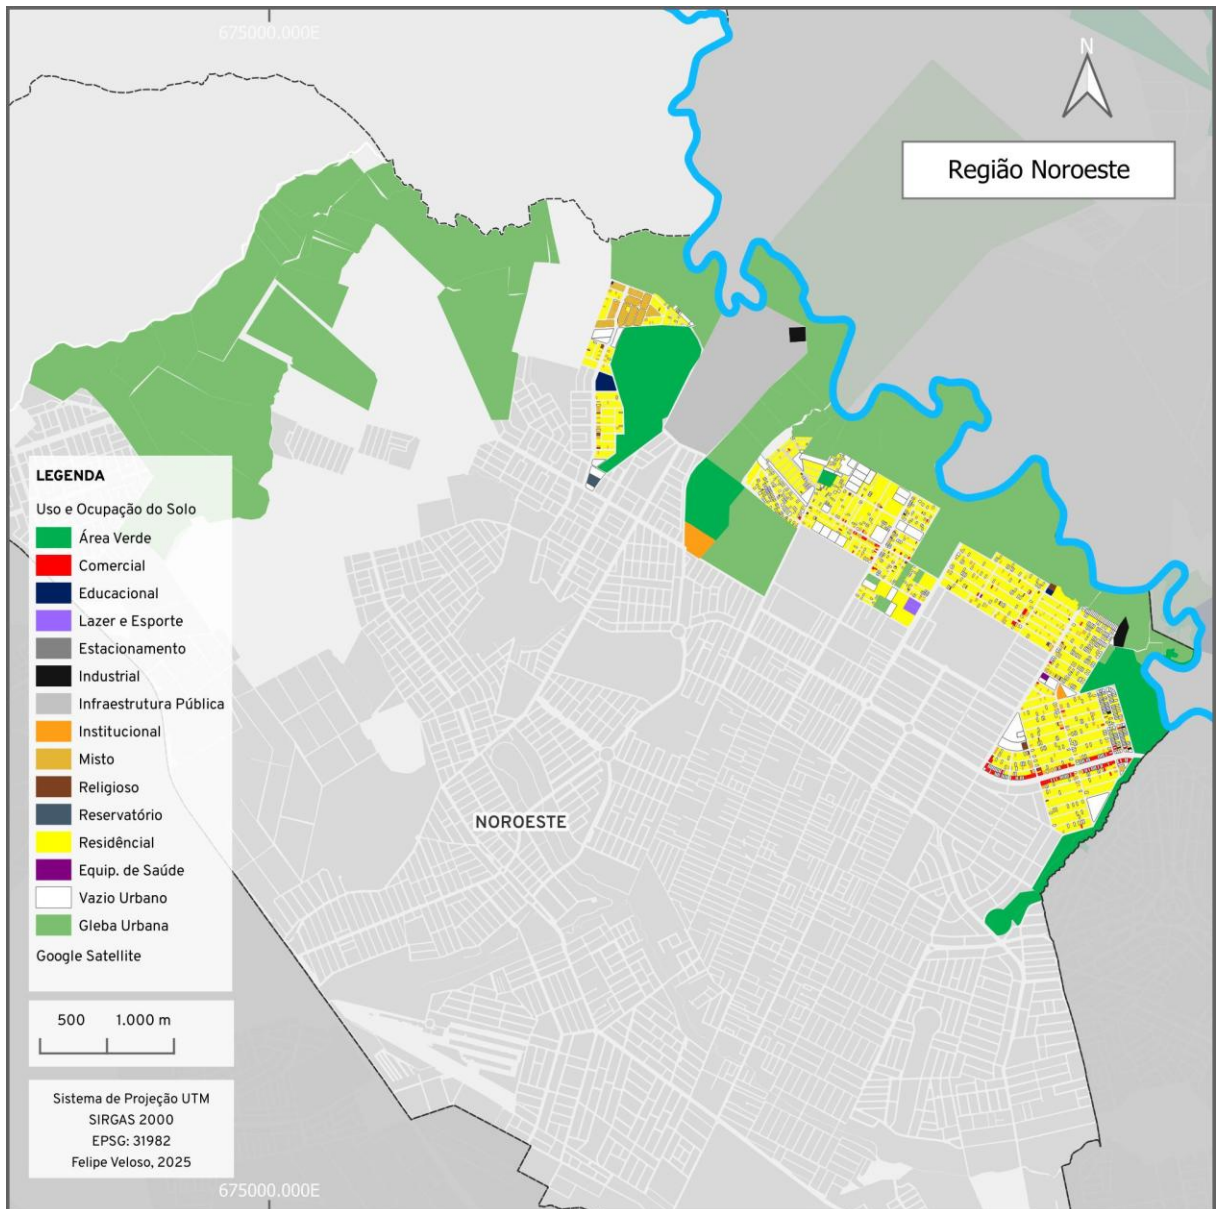 675000.000E
N
Região Noroeste
LEGENDA
Uso e Ocupação do Solo
Área Verde
Comercial
Educacional
Lazer e Esporte
Estacionamento
Industrial
Infraestrutura Pública
Institucional
Misto
Religioso
Reservatório
Residêncial
Equip. de Saúde
Vazio Urbano
Gleba Urbana
Google Satellite
NOROESTE
500 1.000 m
Sistema de Projeção UTM
SIRGAS 2000
EPSG: 31982
Felipe Veloso, 2025
675000.000E